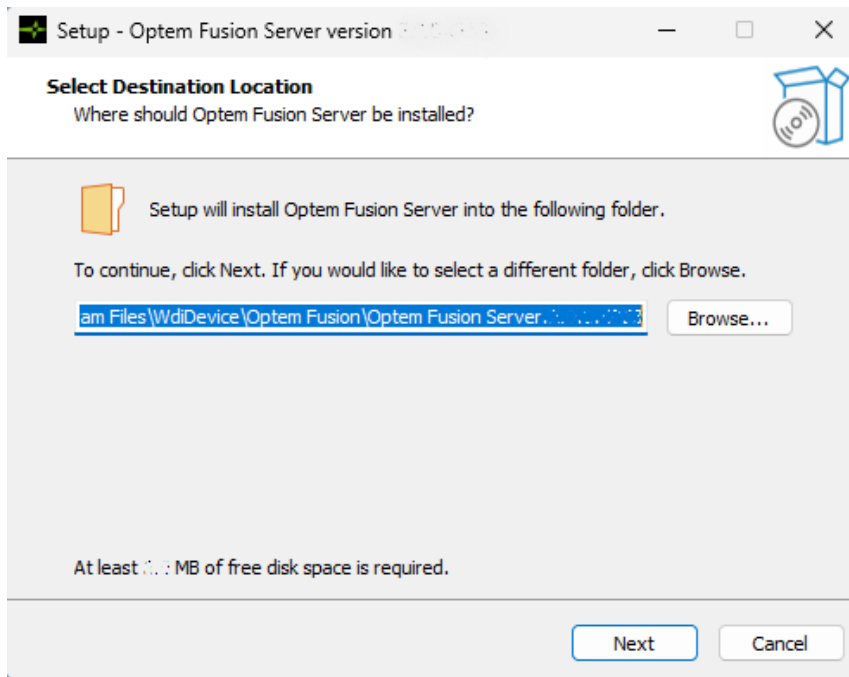 Setup - Optem Fusion Server version
Select Destination Location
Where should Optem Fusion Server be installed?
Setup will install Optem Fusion Server into the following folder.
To continue, click Next. If you would like to select a different folder, click Browse.
am Files\WdiDevice\Optem Fusion\Optem Fusion Server.
Browse...
At least MB of free disk space is required.
Next
Cancel